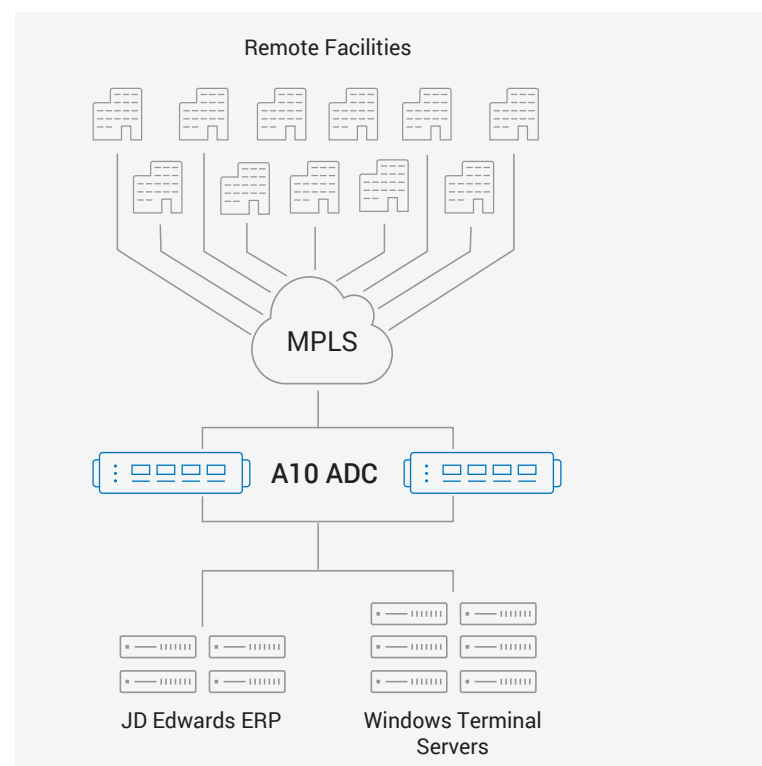 Remote Facilities
MPLS
A10 ADC
JD Edwards ERP
Windows Terminal
Servers